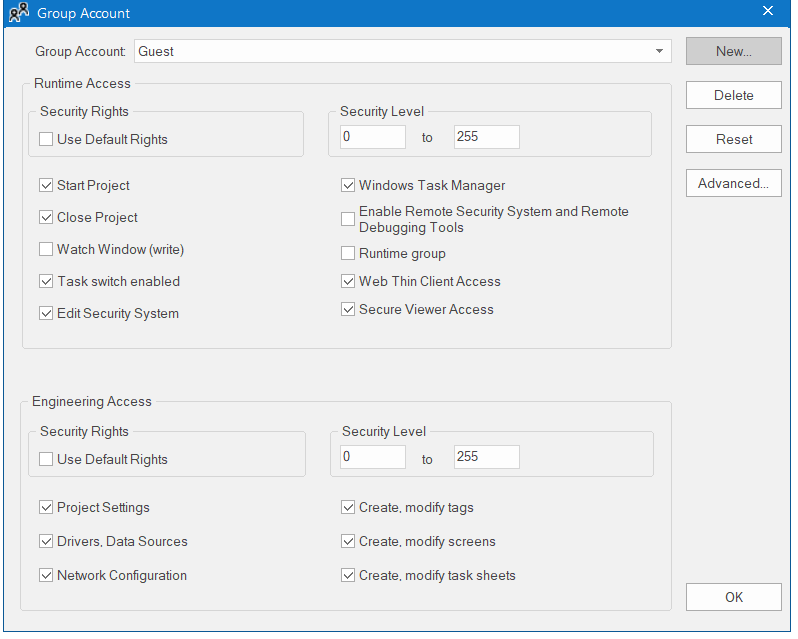 Group Account
Group Account: Guest New...
Runtime Access
Delete
Security Rights Security Level
Use Default Rights 0 to 255
Reset
Advanced...
Start Project Windows Task Manager
Close Project Enable Remote Security System and Remote
Debugging Tools
Watch Window (write) Runtime group
Task switch enabled Web Thin Client Access
Edit Security System Secure Viewer Access
Engineering Access
Security Rights Security Level
Use Default Rights 0 to 255
Project Settings Create, modify tags
Drivers, Data Sources Create, modify screens
Network Configuration Create, modify task sheets
OK